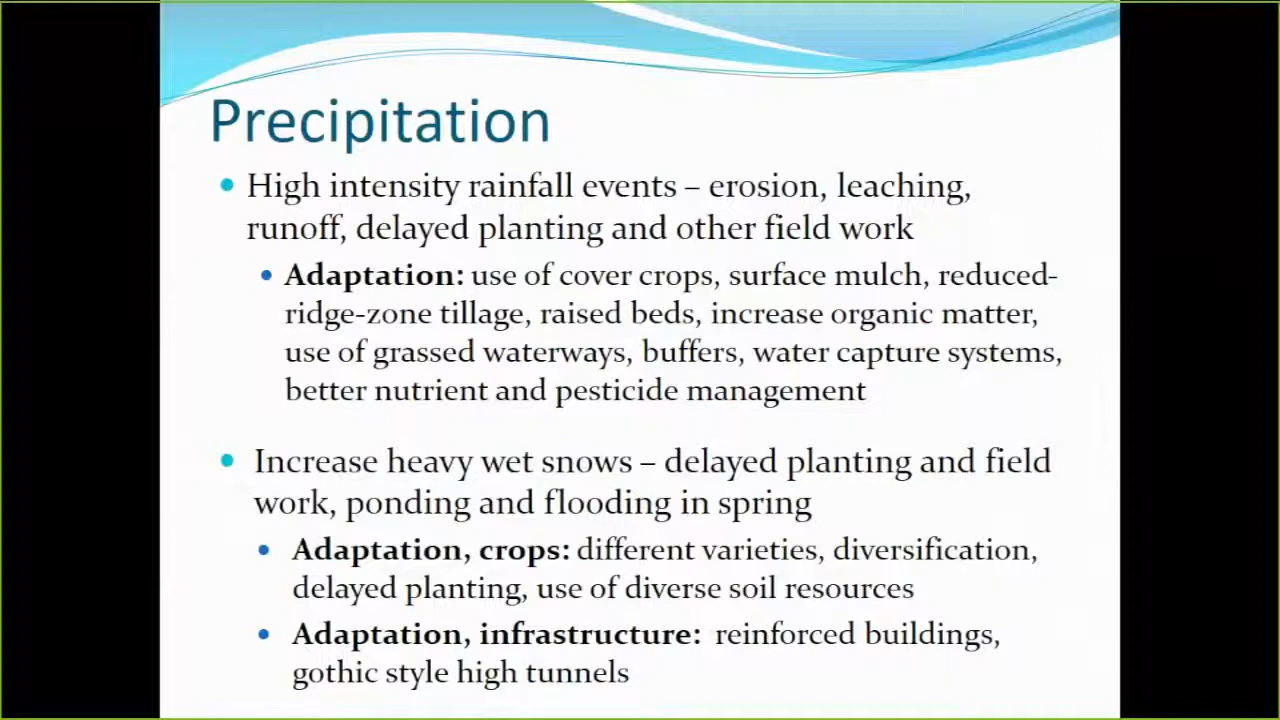 Precipitation
• High intensity rainfall events – erosion, leaching,
runoff, delayed planting and other field work
• Adaptation: use of cover crops, surface mulch, reduced-
ridge-zone tillage, raised beds, increase organic matter,
use of grassed waterways, buffers, water capture systems,
better nutrient and pesticide management
• Increase heavy wet snows – delayed planting and field
work, ponding and flooding in spring
• Adaptation, crops: different varieties, diversification,
delayed planting, use of diverse soil resources
• Adaptation, infrastructure: reinforced buildings,
gothic style high tunnels